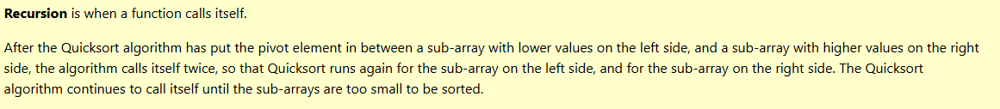 Recursion is when a function calls itself.
After the Quicksort algorithm has put the pivot element in between a sub-array with lower values on the left side, and a sub-array with higher values on the right
side, the algorithm calls itself twice, so that Quicksort runs again for the sub-array on the left side, and for the sub-array on the right side. The Quicksort
algorithm continues to call itself until the sub-arrays are too small to be sorted.